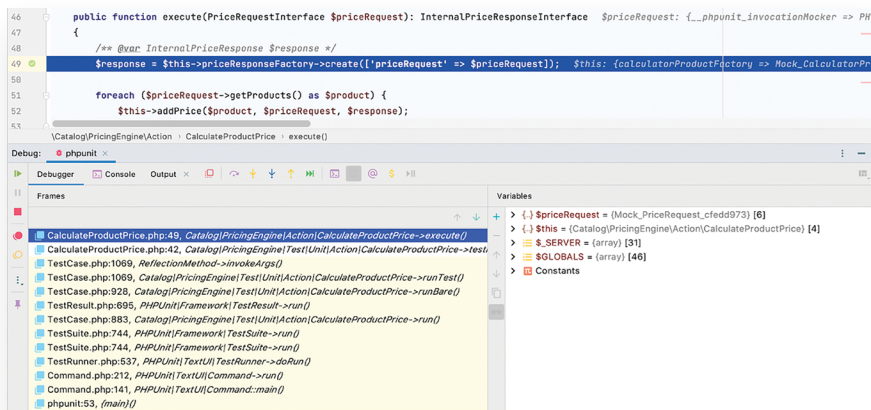 46 public function execute(PriceRequestInterface $priceRequest): InternalPriceResponseInterface $priceRequest: {__phpunit_invocationMocker => PH
47 {
48 /** @var InternalPriceResponse $response */
49 $response = $this->priceResponseFactory->create(['priceRequest' => $priceRequest]); $this: {calculatorProductFactory => Mock_CalculatorPr
50
51 foreach ($priceRequest->getProducts() as $product) {
52 $this->addPrice($product, $priceRequest, $response);
53
\Catalog\PricingEngine\Action › CalculateProductPrice › execute()
Debug: phpunit ×
Debugger Console Output ×
Frames Variables
CalculateProductPrice.php:49, Catalog|PricingEngine|Action|CalculateProductPrice->execute()
CalculateProductPrice.php:42, Catalog|PricingEngine|Test|Unit|Action|CalculateProductPrice->test
TestCase.php:1069, ReflectionMethod->invokeArgs()
TestCase.php:1069, Catalog|PricingEngine|Test|Unit|Action|CalculateProductPrice->runTest()
TestCase.php:928, Catalog|PricingEngine|Test|Unit|Action|CalculateProductPrice->runBare()
TestResult.php:695, PHPUnit|Framework|TestResult->run()
TestCase.php:883, Catalog|PricingEngine|Test|Unit|Action|CalculateProductPrice->run()
TestSuite.php:744, PHPUnit|Framework|TestSuite->run()
TestSuite.php:744, PHPUnit|Framework|TestSuite->run()
TestRunner.php:537, PHPUnit|TextUI|TestRunner->doRun()
Command.php:212, PHPUnit|TextUI|Command->run()
Command.php:141, PHPUnit|TextUI|Command::main()
phpunit:53, {main}()
$priceRequest = {Mock_PriceRequest_cfedd973} [6]
$this = {Catalog\PricingEngine\Action\CalculateProductPrice} [4]
$_SERVER = {array} [31]
$GLOBALS = {array} [46]
Constants